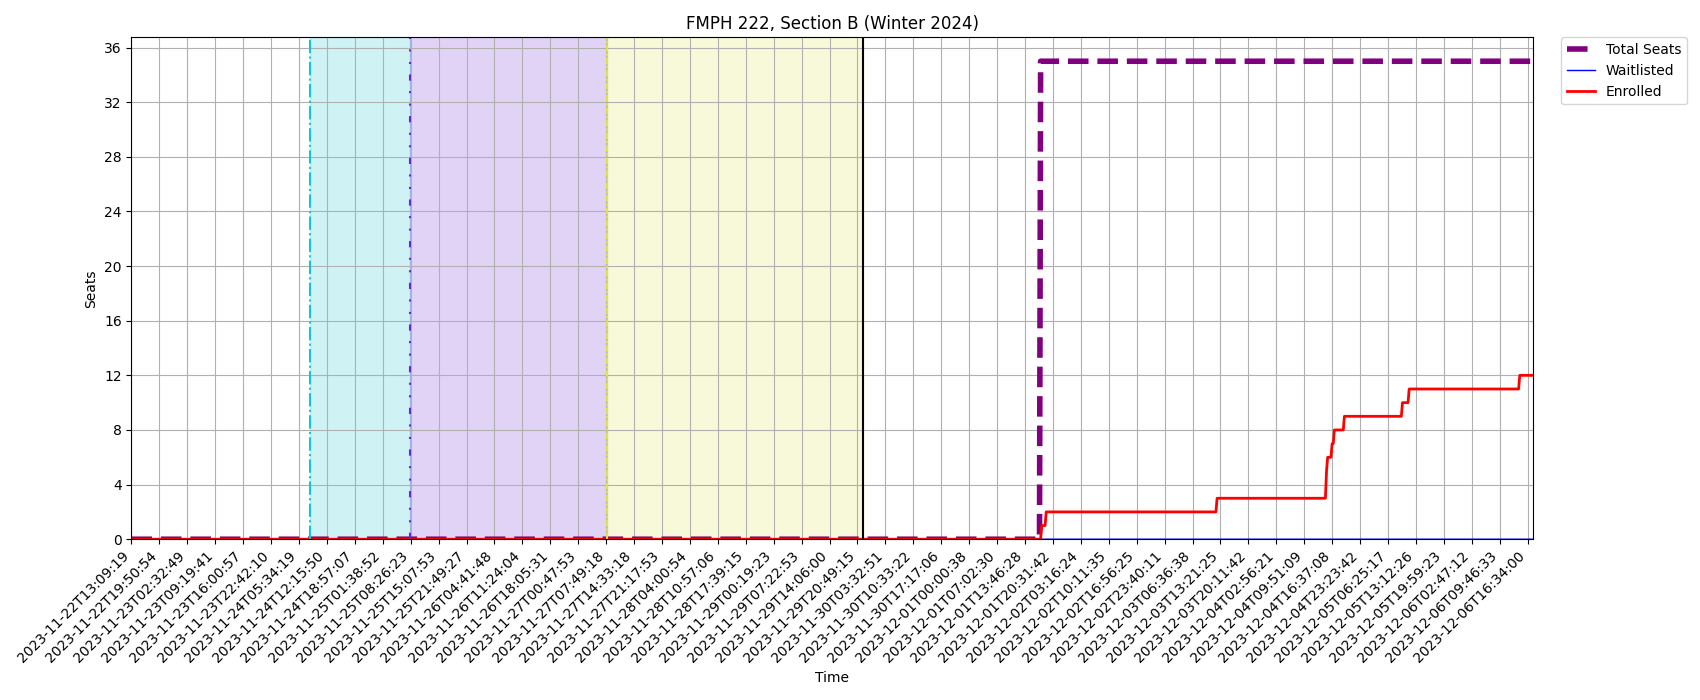 FMPH 222, Section B (Winter 2024)
Total Seats
Waitlisted
Enrolled
Seats
36
32
28
24
20
16
12
8
4
0
2023-11-22T13:09:19
2023-11-22T19:50:54
2023-11-23T02:32:49
2023-11-23T09:19:41
2023-11-23T16:00:57
2023-11-23T22:42:10
2023-11-24T05:34:19
2023-11-24T12:15:50
2023-11-24T18:57:07
2023-11-25T01:38:52
2023-11-25T08:26:23
2023-11-25T15:07:53
2023-11-25T21:49:27
2023-11-26T04:41:48
2023-11-26T11:24:04
2023-11-26T18:05:31
2023-11-27T00:47:53
2023-11-27T07:49:18
2023-11-27T14:33:18
2023-11-27T21:17:53
2023-11-28T04:00:54
2023-11-28T10:57:06
2023-11-28T17:39:15
2023-11-29T00:19:23
2023-11-29T07:22:53
2023-11-29T14:06:00
2023-11-29T20:49:15
2023-11-30T03:32:51
2023-11-30T10:33:22
2023-11-30T17:17:06
2023-12-01T00:00:38
2023-12-01T07:02:30
2023-12-01T13:46:28
2023-12-01T20:31:42
2023-12-02T03:16:24
2023-12-02T10:11:35
2023-12-02T16:56:25
2023-12-02T23:40:11
2023-12-03T06:36:38
2023-12-03T13:21:25
2023-12-03T20:11:42
2023-12-04T02:56:21
2023-12-04T09:51:09
2023-12-04T16:37:08
2023-12-04T23:23:42
2023-12-05T06:25:17
2023-12-05T13:12:26
2023-12-05T19:59:23
2023-12-06T02:47:12
2023-12-06T09:46:33
2023-12-06T16:34:00
Time